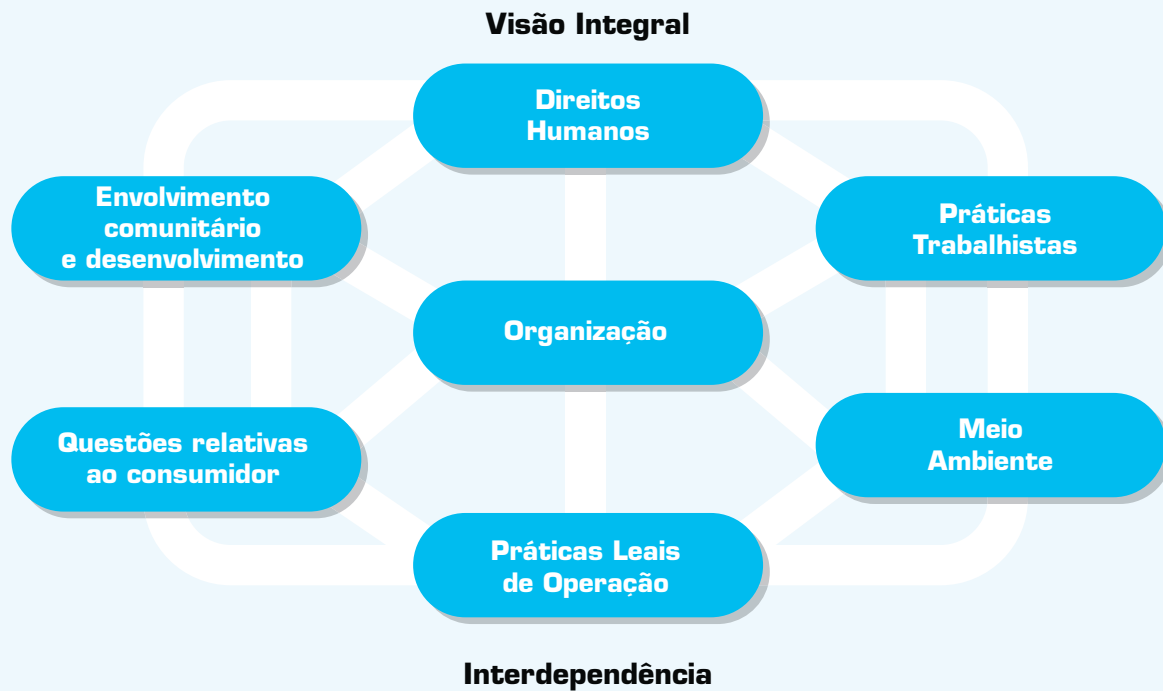 Visão Integral
Direitos
Humanos
Envolvimento
comunitário
e desenvolvimento
Práticas
Trabalhistas
Organização
Questões relativas
ao consumidor
Meio
Ambiente
Práticas Leais
de Operação
Interdependência